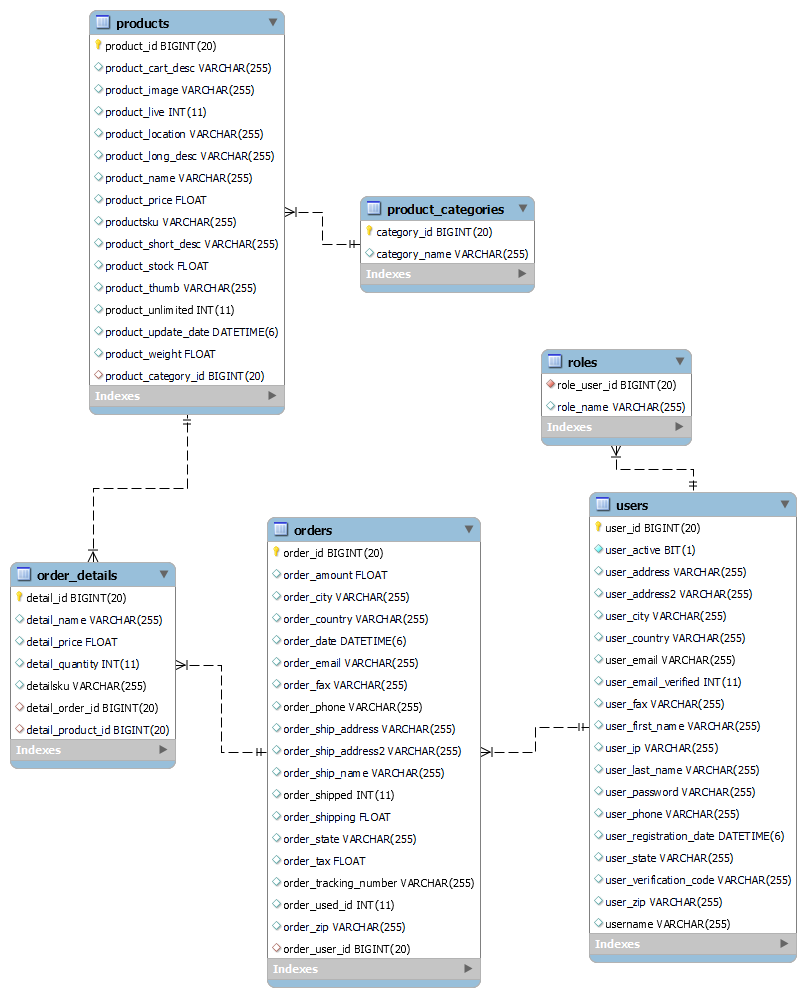 products
product_id BIGINT(20)
product_cart_desc VARCHAR(255)
product_image VARCHAR(255)
product_live INT(11)
product_location VARCHAR(255)
product_long_desc VARCHAR(255)
product_name VARCHAR(255)
product_price FLOAT
productsku VARCHAR(255)
product_short_desc VARCHAR(255)
product_stock FLOAT
product_thumb VARCHAR(255)
product_unlimited INT(11)
product_update_date DATETIME(6)
product_weight FLOAT
product_category_id BIGINT(20)
Indexes
product_categories
category_id BIGINT(20)
category_name VARCHAR(255)
Indexes
roles
role_user_id BIGINT(20)
role_name VARCHAR(255)
Indexes
order_details
detail_id BIGINT(20)
detail_name VARCHAR(255)
detail_price FLOAT
detail_quantity INT(11)
detailsku VARCHAR(255)
detail_order_id BIGINT(20)
detail_product_id BIGINT(20)
Indexes
orders
order_id BIGINT(20)
order_amount FLOAT
order_city VARCHAR(255)
order_country VARCHAR(255)
order_date DATETIME(6)
order_email VARCHAR(255)
order_fax VARCHAR(255)
order_phone VARCHAR(255)
order_ship_address VARCHAR(255)
order_ship_address2 VARCHAR(255)
order_ship_name VARCHAR(255)
order_shipped INT(11)
order_shipping FLOAT
order_state VARCHAR(255)
order_tax FLOAT
order_tracking_number VARCHAR(255)
order_used_id INT(11)
order_zip VARCHAR(255)
order_user_id BIGINT(20)
Indexes
users
user_id BIGINT(20)
user_active BIT(1)
user_address VARCHAR(255)
user_address2 VARCHAR(255)
user_city VARCHAR(255)
user_country VARCHAR(255)
user_email VARCHAR(255)
user_email_verified INT(11)
user_fax VARCHAR(255)
user_first_name VARCHAR(255)
user_ip VARCHAR(255)
user_last_name VARCHAR(255)
user_password VARCHAR(255)
user_phone VARCHAR(255)
user_registration_date DATETIME(6)
user_state VARCHAR(255)
user_verification_code VARCHAR(255)
user_zip VARCHAR(255)
username VARCHAR(255)
Indexes